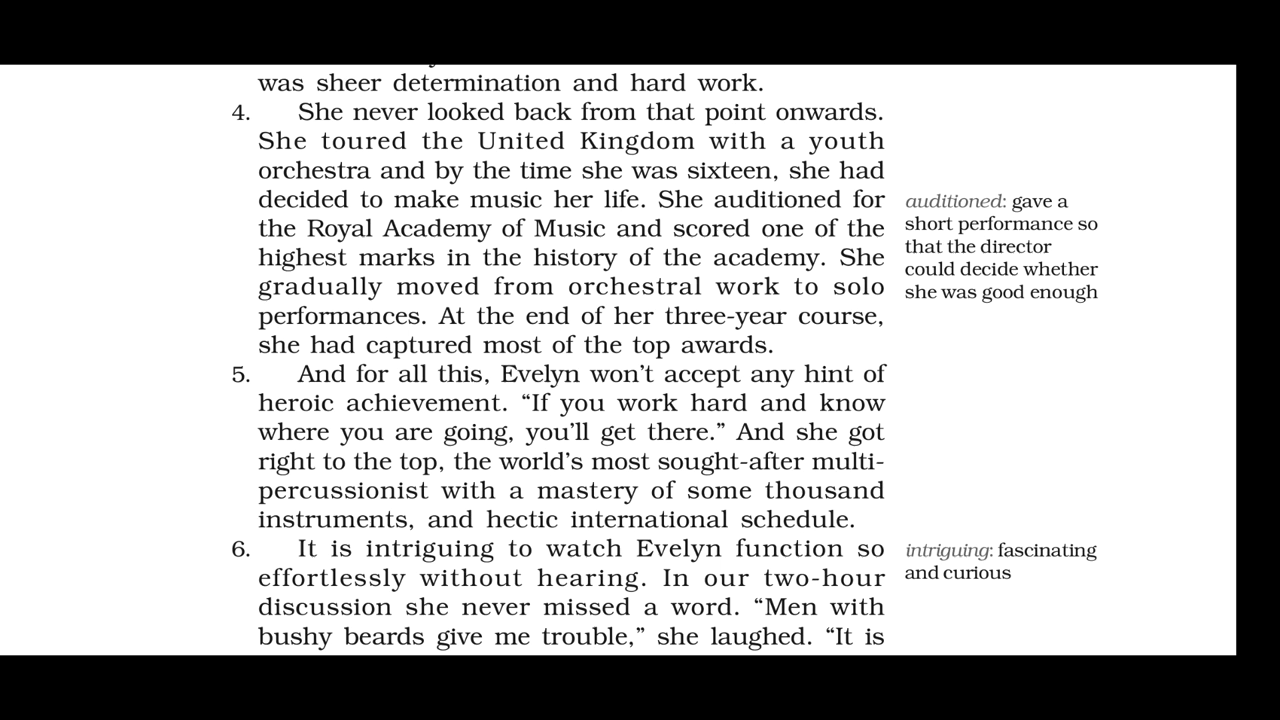 was sheer determination and hard work.
4. She never looked back from that point onwards.
She toured the United Kingdom with a youth
orchestra and by the time she was sixteen, she had
decided to make music her life. She auditioned for
the Royal Academy of Music and scored one of the
highest marks in the history of the academy. She
gradually moved from orchestral work to solo
performances. At the end of her three-year course,
she had captured most of the top awards.
auditioned: gave a
short performance so
that the director
could decide whether
she was good enough
5. And for all this, Evelyn won’t accept any hint of
heroic achievement. “If you work hard and know
where you are going, you’ll get there.” And she got
right to the top, the world’s most sought-after multi-
percussionist with a mastery of some thousand
instruments, and hectic international schedule.
6. It is intriguing to watch Evelyn function so
effortlessly without hearing. In our two-hour
discussion she never missed a word. “Men with
bushy beards give me trouble,” she laughed. “It is
intriguing: fascinating
and curious